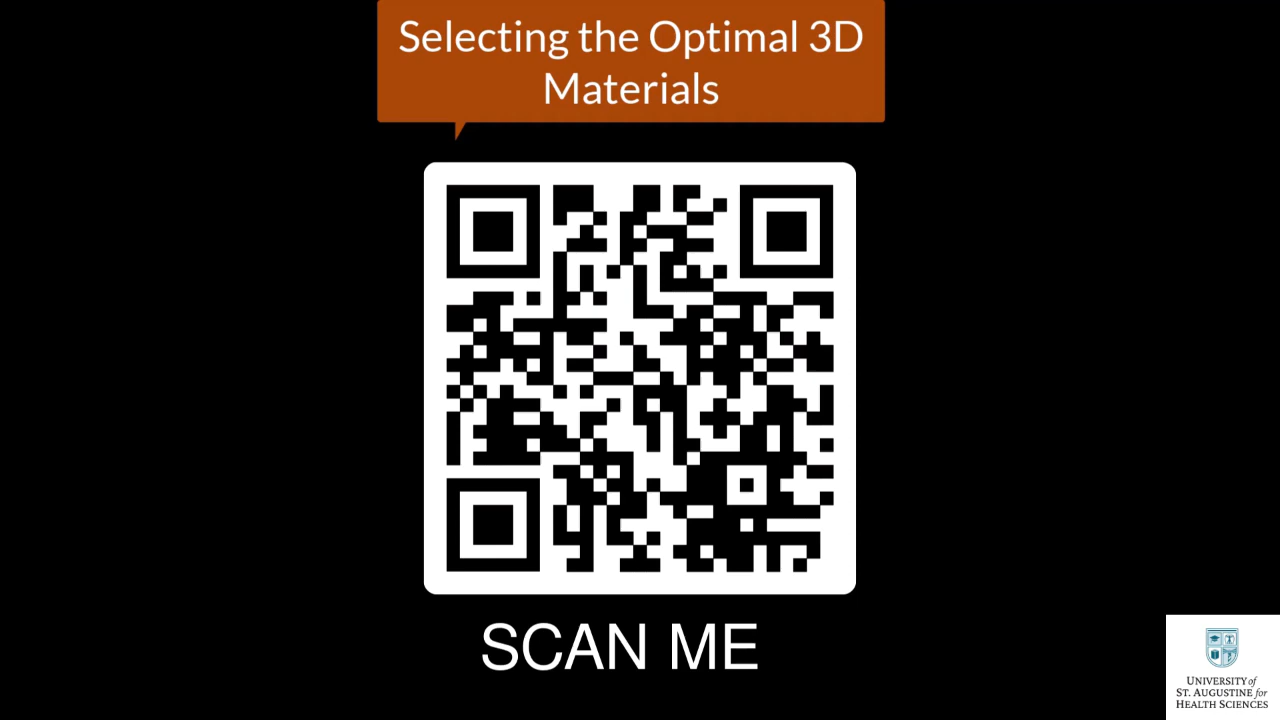 Selecting the Optimal 3D
Materials
SCAN ME
UNIVERSITY of
ST. AUGUSTINE for
HEALTH SCIENCES